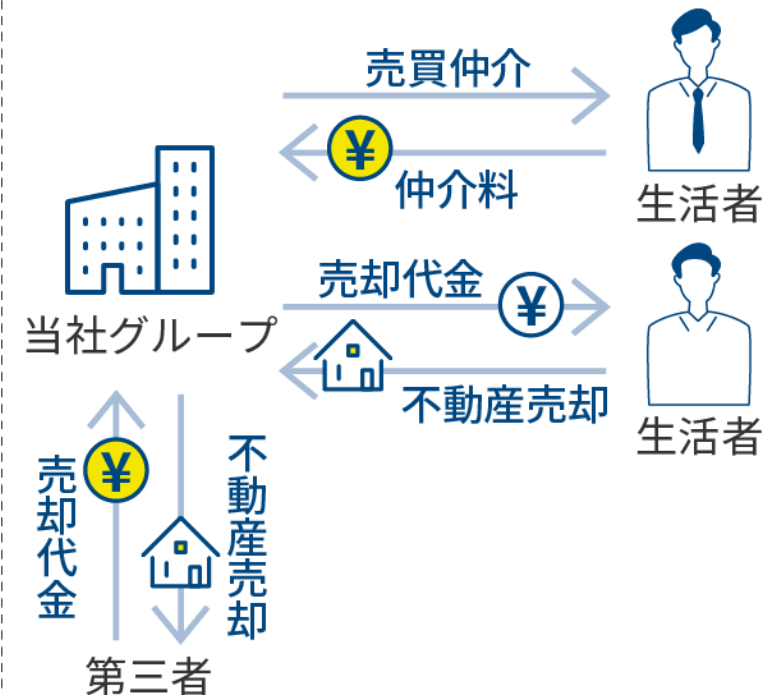 売買仲介
¥
仲介料
生活者
売却代金
¥
当社グループ
不動産売却
生活者
¥
売却代金
不動産売却
第三者